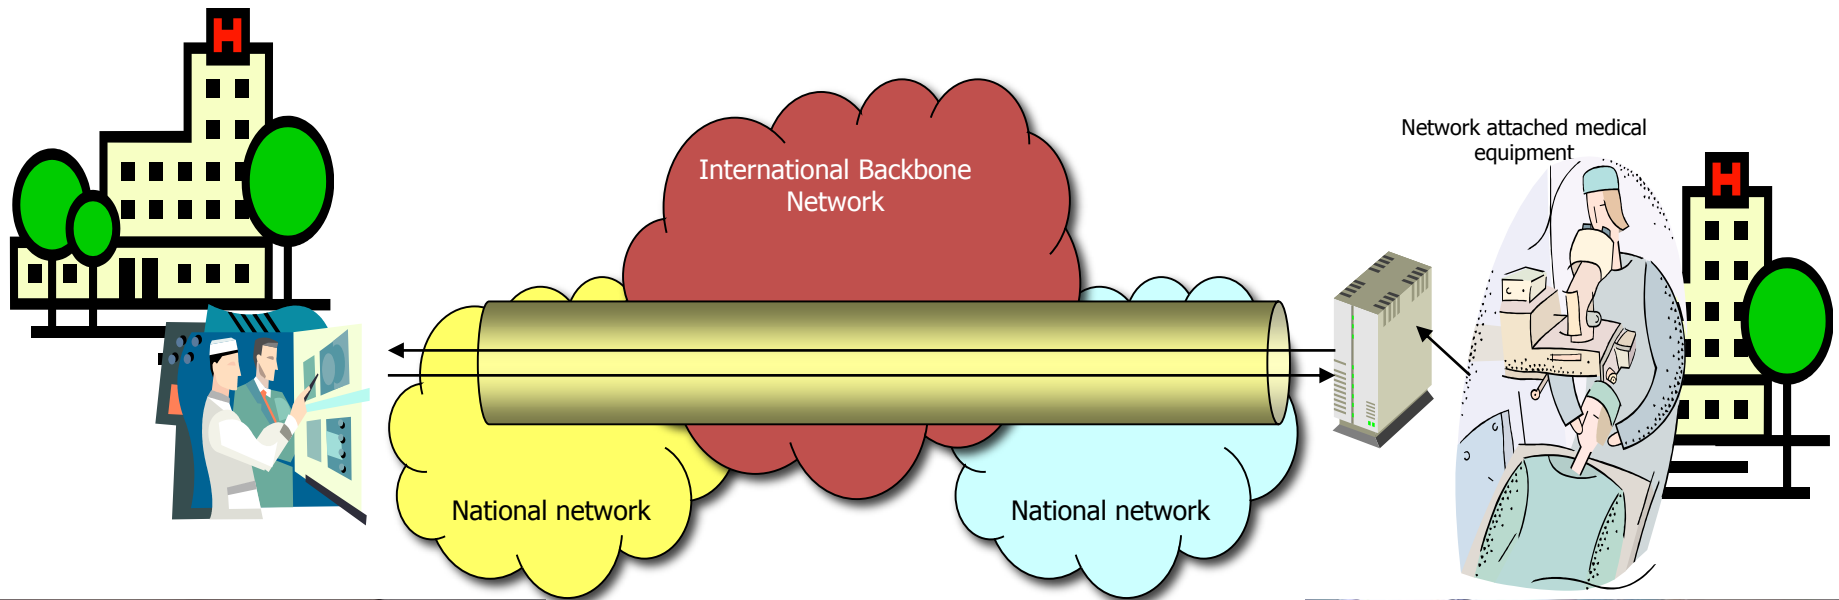 H
International Backbone
Network
Network attached medical
equipment
H
National network
National network